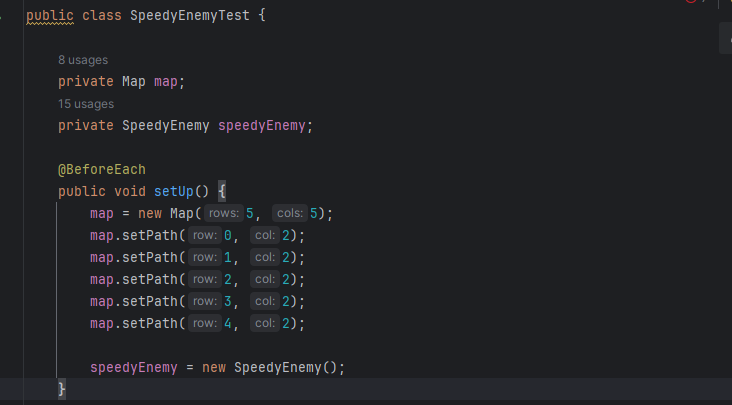 public class SpeedyEnemyTest {
8 usages
private Map map;
15 usages
private SpeedyEnemy speedyEnemy;
@BeforeEach
public void setUp() {
map = new Map( rows: 5, cols: 5);
map.setPath( row: 0, col: 2);
map.setPath( row: 1, col: 2);
map.setPath( row: 2, col: 2);
map.setPath( row: 3, col: 2);
map.setPath( row: 4, col: 2);
speedyEnemy = new SpeedyEnemy();
}